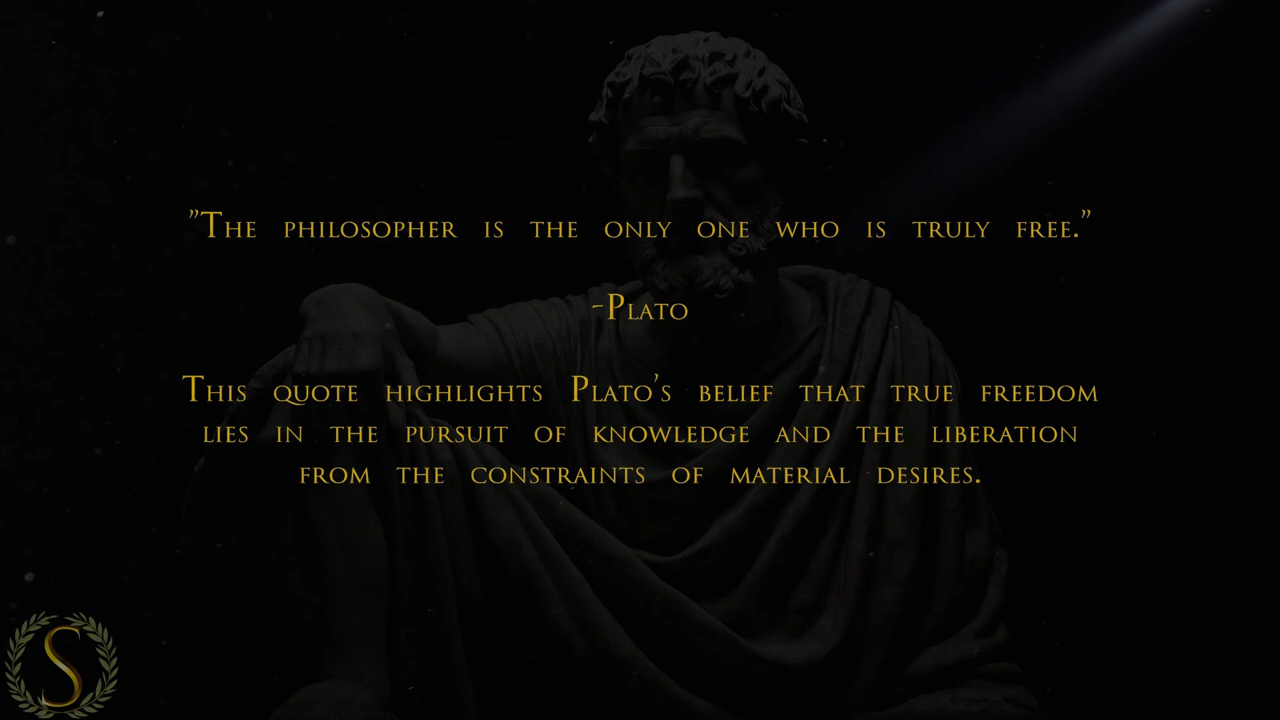 "The philosopher is the only one who is truly free."
-Plato
This quote highlights Plato's belief that true freedom
lies in the pursuit of knowledge and the liberation
from the constraints of material desires.
S